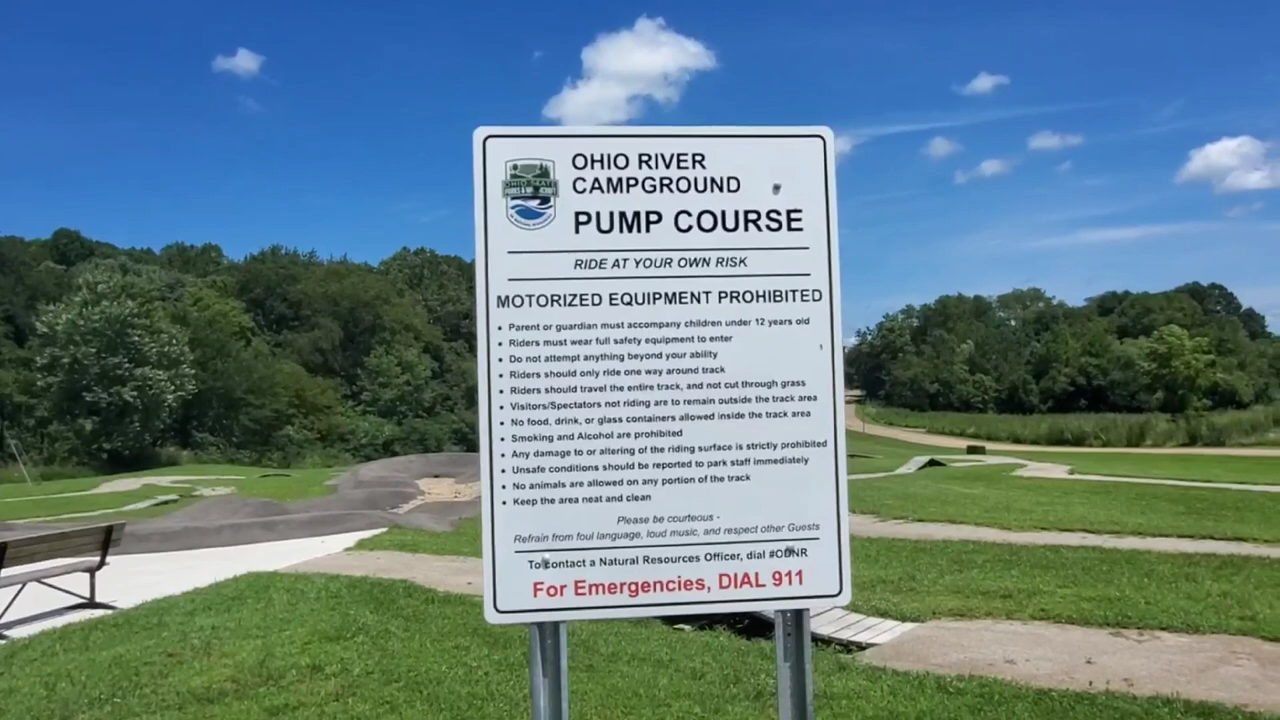 OHIO RIVER
CAMPGROUND
PUMP COURSE
OHIO STATE
PARKS & WATERCRAFT
RIDE AT YOUR OWN RISK
MOTORIZED EQUIPMENT PROHIBITED
• Parent or guardian must accompany children under 12 years old
• Riders must wear full safety equipment to enter
• Do not attempt anything beyond your ability
• Riders should only ride one way around track
• Riders should travel the entire track, and not cut through grass
• Visitors/Spectators not riding are to remain outside the track area
• No food, drink, or glass containers allowed inside the track area
• Smoking and Alcohol are prohibited
• Any damage to or altering of the riding surface is strictly prohibited
• Unsafe conditions should be reported to park staff immediately
• No animals are allowed on any portion of the track
• Keep the area neat and clean
Please be courteous -
Refrain from foul language, loud music, and respect other Guests
To contact a Natural Resources Officer, dial #ODNR
For Emergencies, DIAL 911